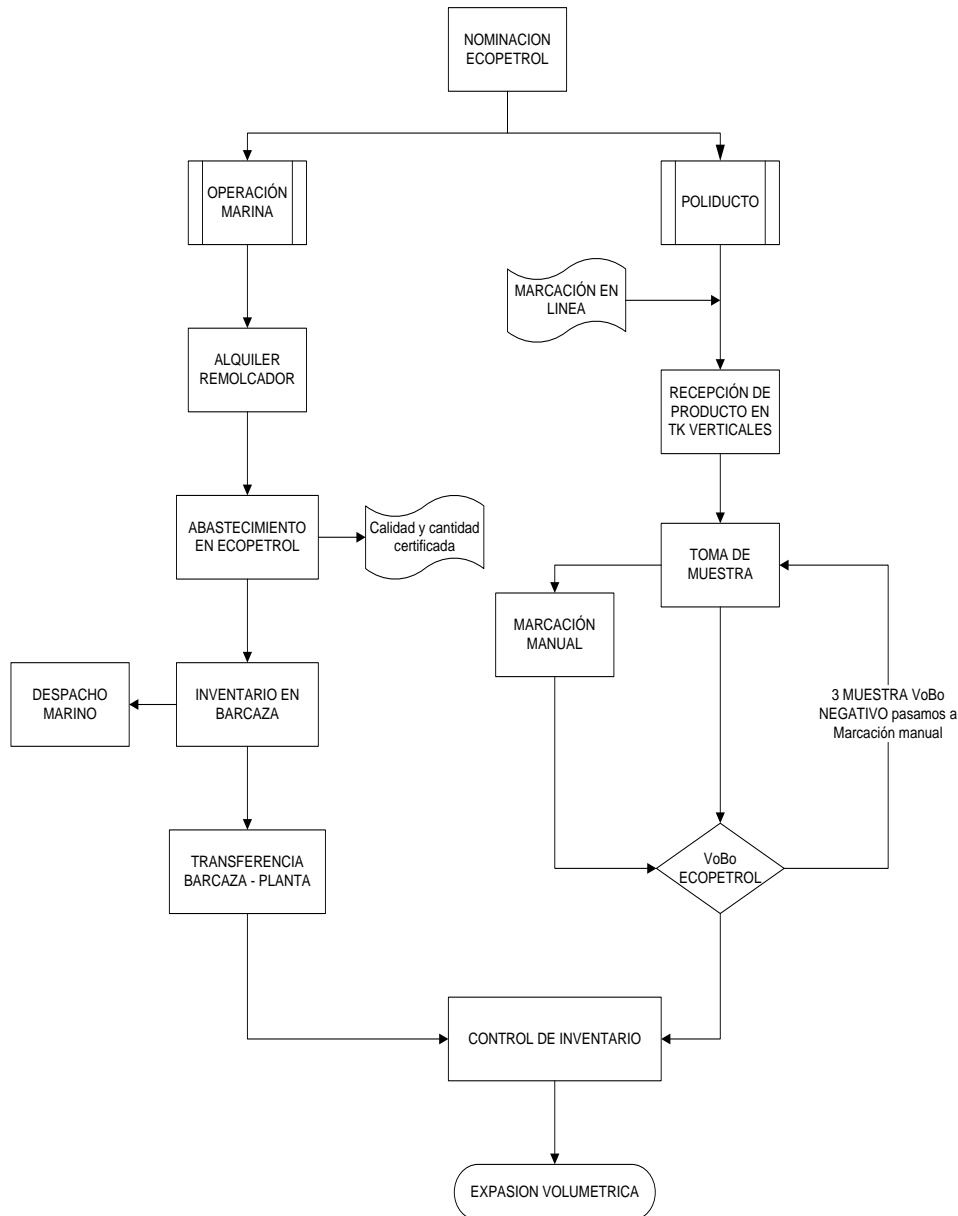 NOMINACION
ECOPETROL
OPERACIÓN
MARINA
POLIDUCTO
MARCACIÓN EN
LINEA
ALQUILER
REMOLCADOR
RECEPCIÓN DE
PRODUCTO EN
TK VERTICALES
ABASTECIMIENTO
EN ECOPETROL
Calidad y cantidad
certificada
TOMA DE
MUESTRA
MARCACIÓN
MANUAL
DESPACHO
MARINO
INVENTARIO EN
BARCAZA
3 MUESTRA VoBo
NEGATIVO pasamos a
Marcación manual
TRANSFERENCIA
BARCAZA - PLANTA
VoBo
ECOPETROL
CONTROL DE INVENTARIO
EXPASION VOLUMETRICA